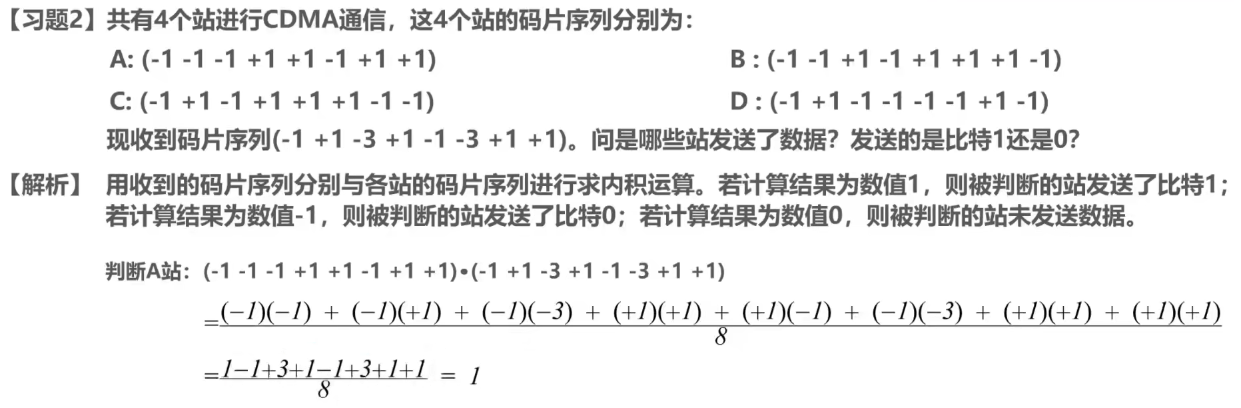 【习题2】共有4个站进行CDMA通信，这4个站的码片序列分别为：
A: (-1 -1 -1 +1 +1 -1 +1 +1)
B : (-1 -1 +1 -1 +1 +1 +1 -1)
C: (-1 +1 -1 +1 +1 +1 -1 -1)
D : (-1 +1 -1 -1 -1 -1 +1 -1)
现收到码片序列(-1 +1 -3 +1 -1 -3 +1 +1)。问是哪些站发送了数据？发送的是比特1还是0？
【解析】 用收到的码片序列分别与各站的码片序列进行求内积运算。若计算结果为数值1，则被判断的站发送了比特1；
若计算结果为数值-1，则被判断的站发送了比特0；若计算结果为数值0，则被判断的站未发送数据。
判断A站：(-1 -1 -1 +1 +1 -1 +1 +1)•(-1 +1 -3 +1 -1 -3 +1 +1)
=(−1)(−1) + (−1)(+1) + (−1)(−3) + (+1)(+1) + (+1)(−1) + (−1)(−3) + (+1)(+1) + (+1)(+1)
8
=1−1+3+1−1+3+1+1 = 1
8